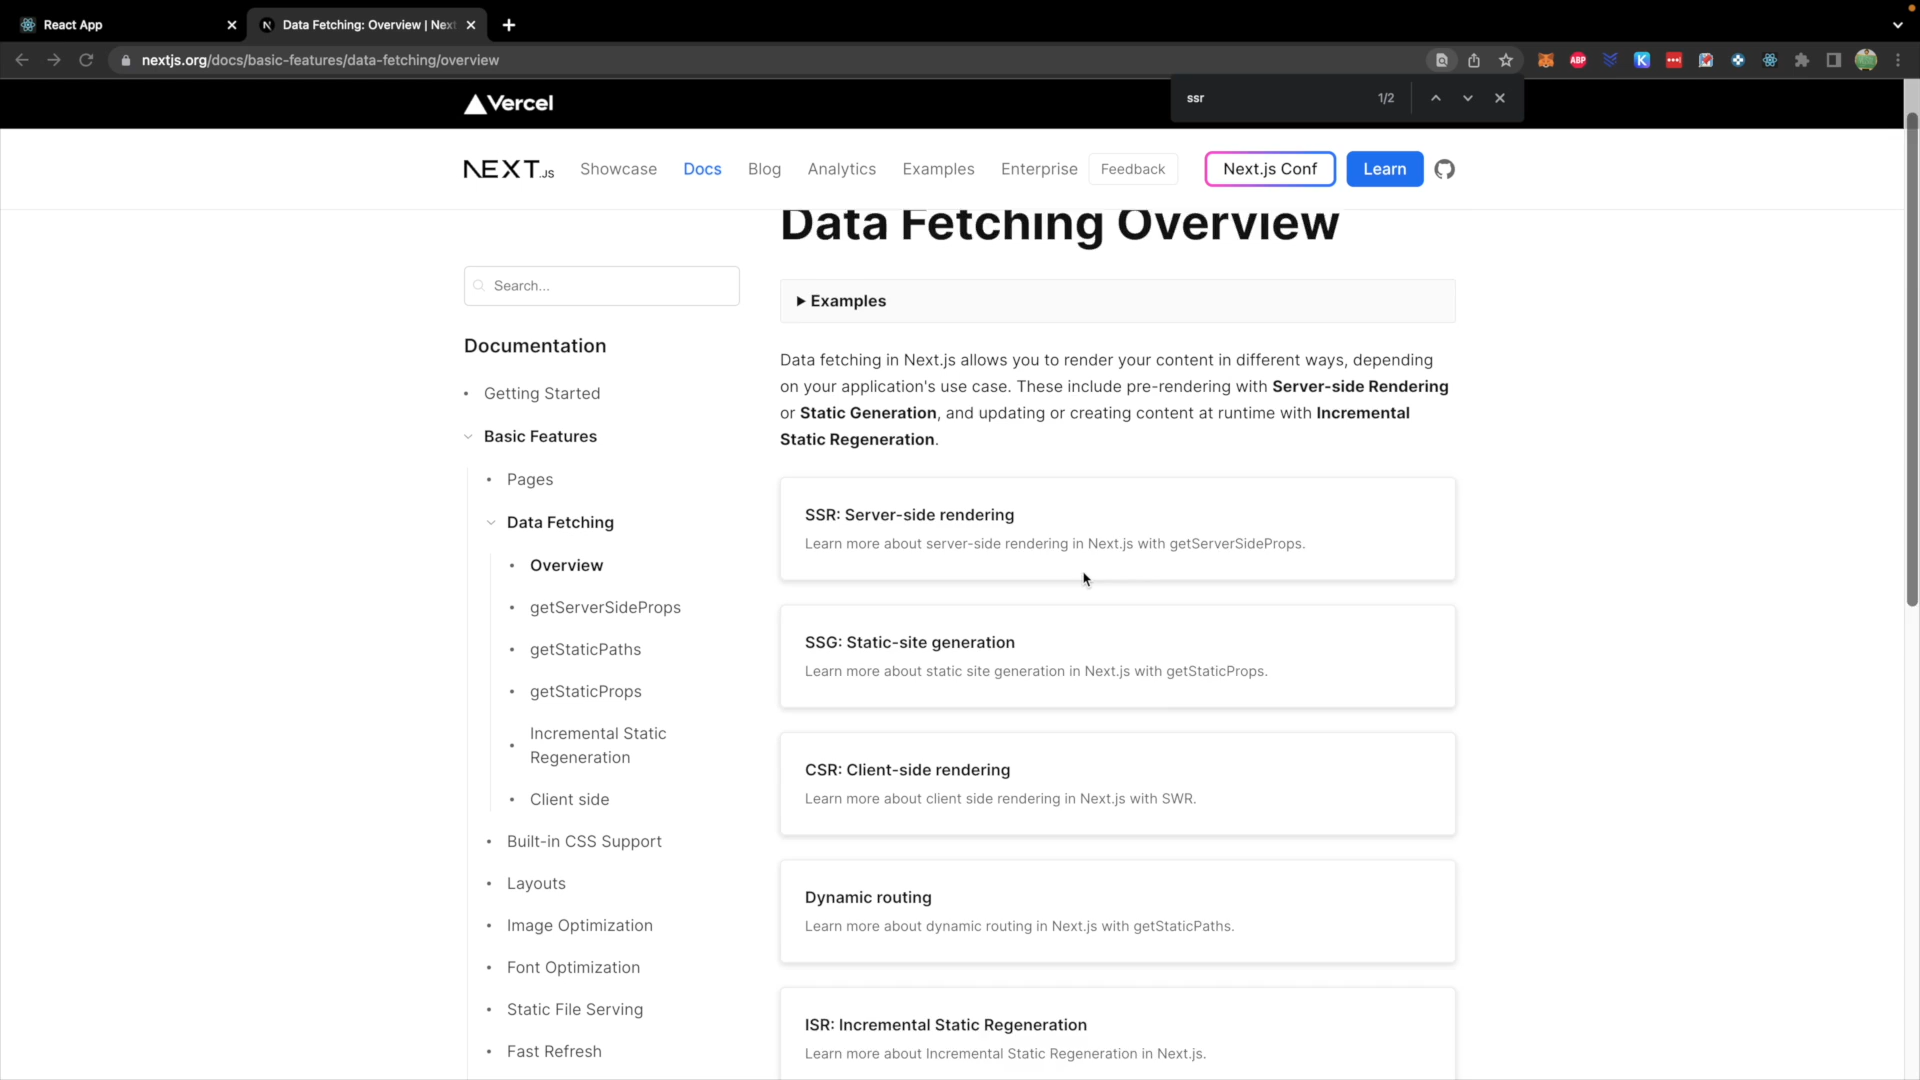 React App
Data Fetching: Overview | Next
nextjs.org/docs/basic-features/data-fetching/overview
ABP
K
ssr
1/2
Vercel
NEXT.JS
Showcase
Docs
Blog
Analytics
Examples
Enterprise
Feedback
Next.js Conf
Learn
Data Fetching Overview
Search...
Documentation
Getting Started
Basic Features
Pages
Data Fetching
Overview
getServerSideProps
getStaticPaths
getStaticProps
Incremental Static
Regeneration
Client side
Built-in CSS Support
Layouts
Image Optimization
Font Optimization
Static File Serving
Fast Refresh
Examples
Data fetching in Next.js allows you to render your content in different ways, depending
on your application's use case. These include pre-rendering with Server-side Rendering
or Static Generation, and updating or creating content at runtime with Incremental
Static Regeneration.
SSR: Server-side rendering
Learn more about server-side rendering in Next.js with getServerSideProps.
SSG: Static-site generation
Learn more about static site generation in Next.js with getStaticProps.
CSR: Client-side rendering
Learn more about client side rendering in Next.js with SWR.
Dynamic routing
Learn more about dynamic routing in Next.js with getStaticPaths.
ISR: Incremental Static Regeneration
Learn more about Incremental Static Regeneration in Next.js.